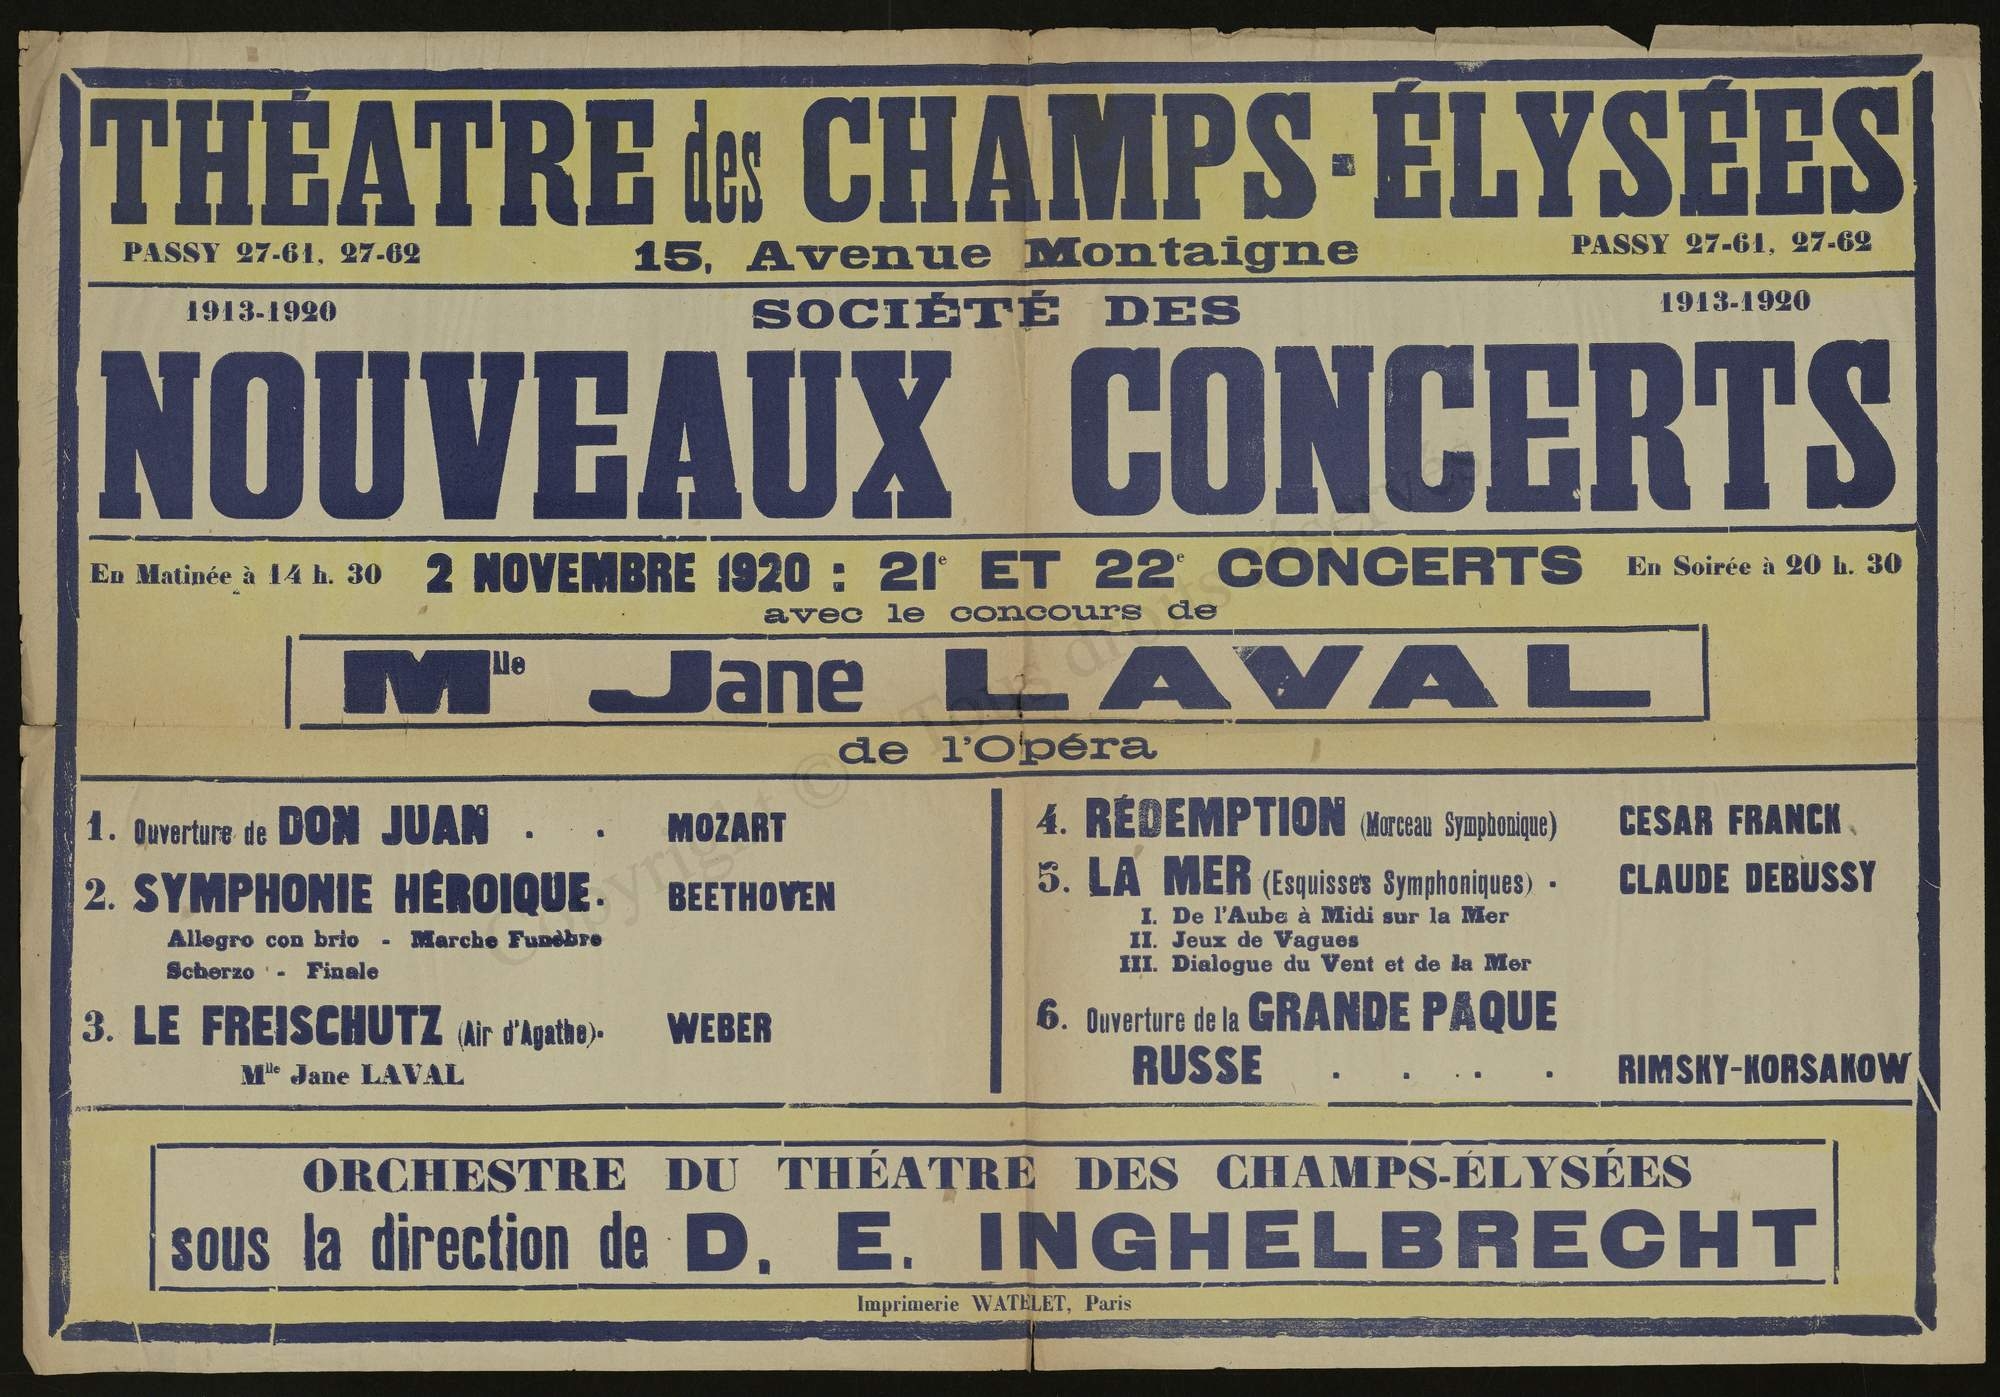 THÉATRE des CHAMPS-ÉLYSÉES
PASSY 27-61, 27-62 15, Avenue Montaigne PASSY 27-61, 27-62
1913-1920 SOCIÉTÉ DES 1913-1920
NOUVEAUX CONCERTS
En Matinée à 14 h. 30 2 NOVEMBRE 1920 : 21e ET 22e CONCERTS En Soirée à 20 h. 30
avec le concours de
Mlle Jane LAVAL
de l'Opéra
1. Ouverture de DON JUAN . . MOZART
2. SYMPHONIE HÉROIQUE. BEETHOVEN
Allegro con brio - Marche Funèbre
Scherzo - Finale
3. LE FREISCHUTZ (Air d'Agathe). WEBER
Mlle Jane LAVAL
4. RÉDEMPTION (Morceau Symphonique) CESAR FRANCK
5. LA MER (Esquisses Symphoniques) . CLAUDE DEBUSSY
I. De l'Aube à Midi sur la Mer
II. Jeux de Vagues
III. Dialogue du Vent et de la Mer
6. Ouverture de la GRANDE PAQUE
RUSSE . . . . RIMSKY-KORSAKOW
ORCHESTRE DU THÉATRE DES CHAMPS-ÉLYSÉES
sous la direction de D. E. INGHELBRECHT
Imprimerie WATELET, Paris
Copyright © Tous droits réservés